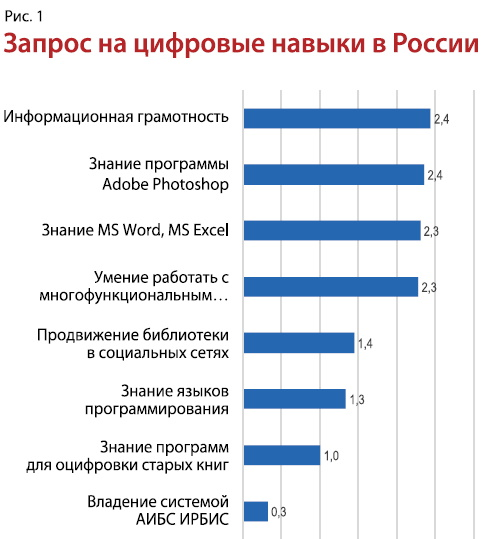 Рис. 1
Запрос на цифровые навыки в России
Информационная грамотность
2,4
Знание программы
Adobe Photoshop
2,4
Знание MS Word, MS Excel
2,3
Умение работать с
многофункциональным…
2,3
Продвижение библиотеки
в социальных сетях
1,4
Знание языков
программирования
1,3
Знание программ
для оцифровки старых книг
1,0
Владение системой
АИБС ИРБИС
0,3